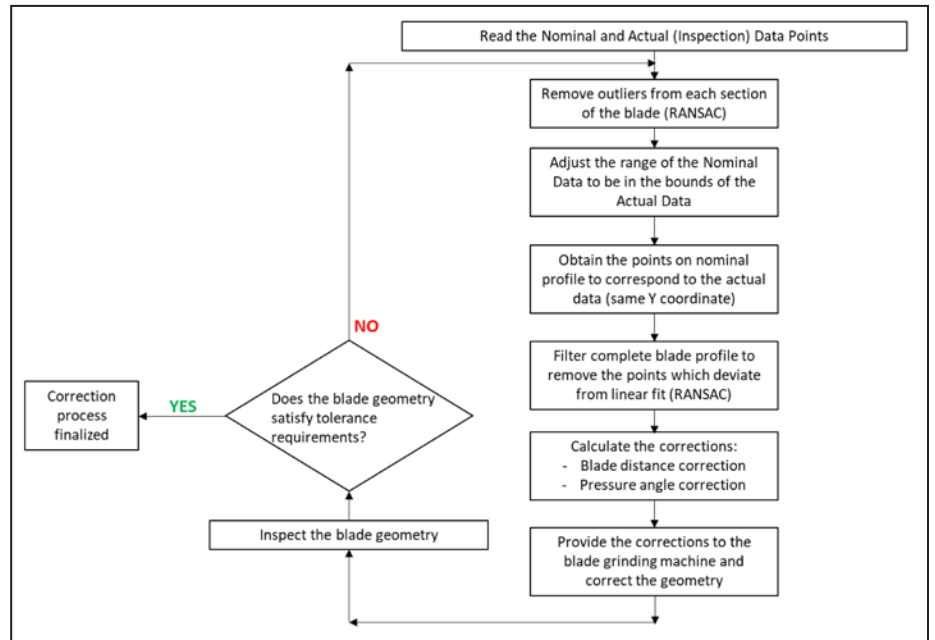 Read the Nominal and Actual (Inspection) Data Points
Remove outliers from each section
of the blade (RANSAC)
Adjust the range of the Nominal
Data to be in the bounds of the
Actual Data
Obtain the points on nominal
profile to correspond to the actual
data (same Y coordinate)
Filter complete blade profile to
remove the points which deviate
from linear fit (RANSAC)
Calculate the corrections:
- Blade distance correction
- Pressure angle correction
Provide the corrections to the
blade grinding machine and
correct the geometry
Inspect the blade geometry
Does the blade geometry
satisfy tolerance
requirements?
NO
YES
Correction
process
finalized